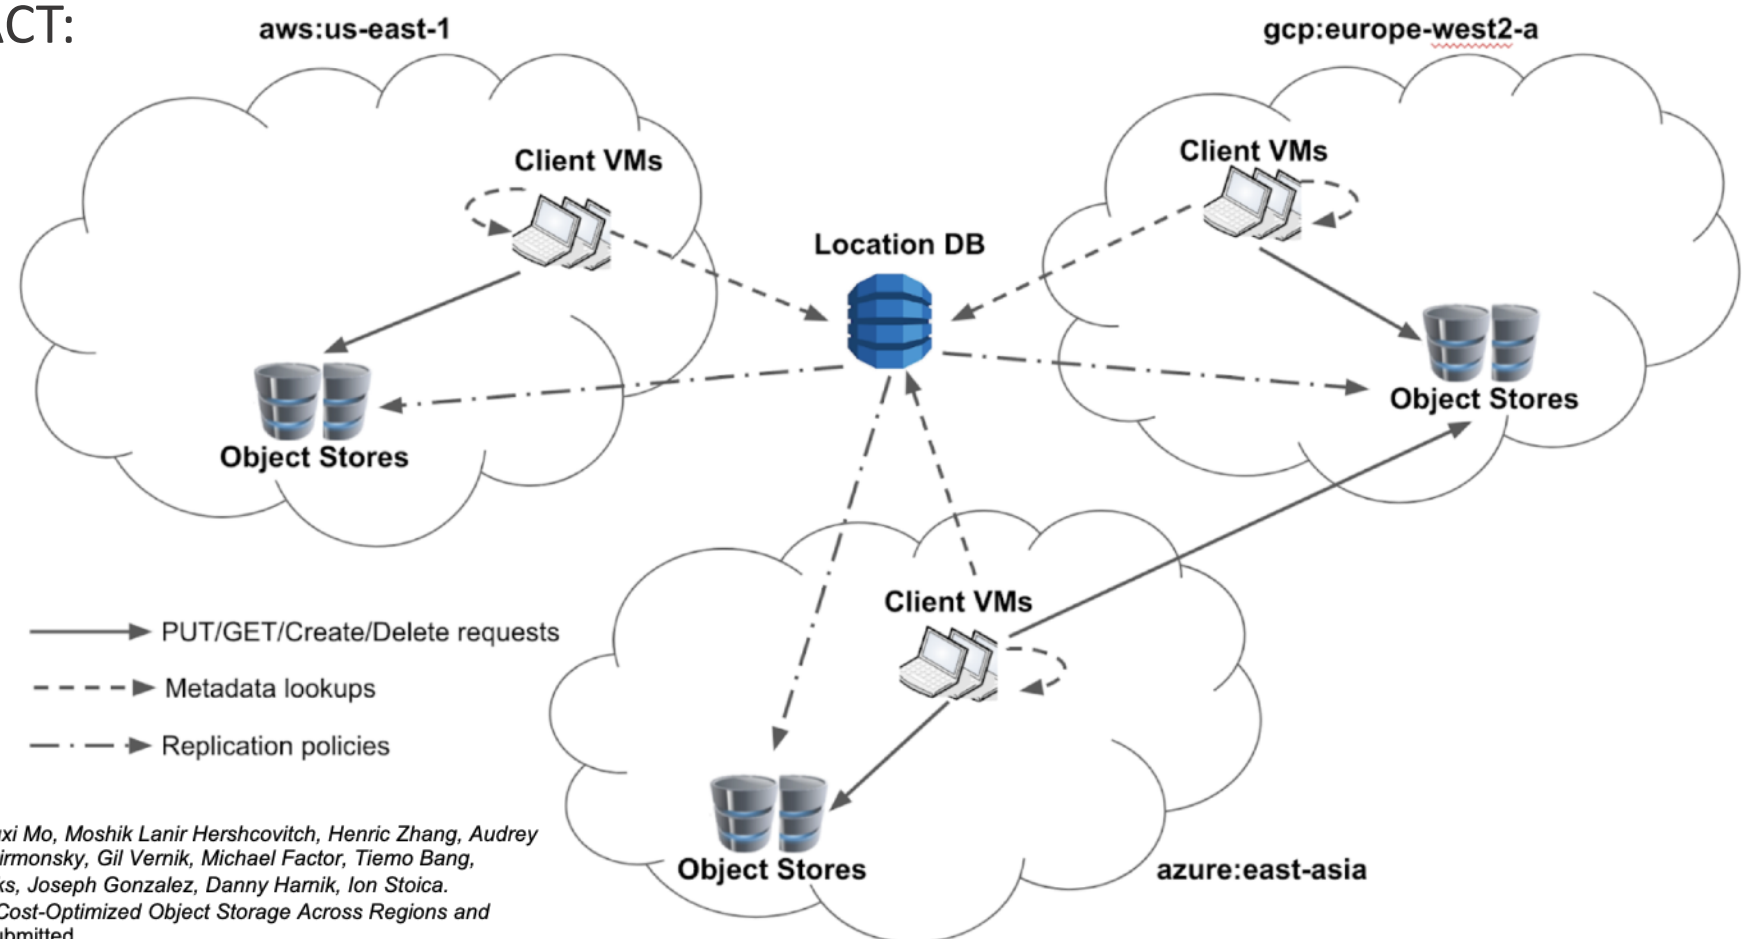 ACT:
aws:us-east-1
gcp:europe-west2-a
Client VMs
Client VMs
Location DB
Object Stores
Object Stores
Client VMs
PUT/GET/Create/Delete requests
Metadata lookups
Replication policies
Object Stores
azure:east-asia
Mo, Moshik Lanir Hershcovitch, Henric Zhang, Audrey
Gil Vernik, Michael Factor, Tiemo Bang,
Joseph Gonzalez, Danny Harnik, Ion Stoica.
Cost-Optimized Object Storage Across Regions and